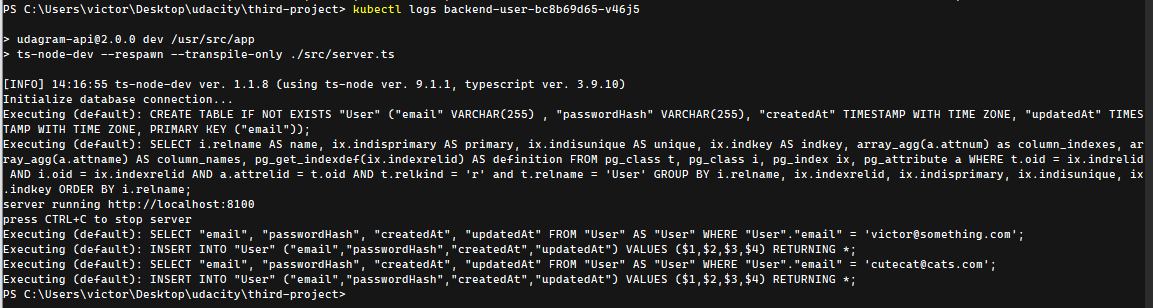 PS C:\Users\victor\Desktop\udacity\third-project> kubectl logs backend-user-bc8b69d65-v46j5
> udagram-api@2.0.0 dev /usr/src/app
> ts-node-dev --respawn --transpile-only ./src/server.ts
[INFO] 14:16:55 ts-node-dev ver. 1.1.8 (using ts-node ver. 9.1.1, typescript ver. 3.9.10)
Initialize database connection...
Executing (default): CREATE TABLE IF NOT EXISTS "User" ("email" VARCHAR(255) , "passwordHash" VARCHAR(255), "createdAt" TIMESTAMP WITH TIME ZONE, "updatedAt" TIMES
TAMP WITH TIME ZONE, PRIMARY KEY ("email"));
Executing (default): SELECT i.relname AS name, ix.indisprimary AS primary, ix.indisunique AS unique, ix.indkey AS indkey, array_agg(a.attnum) as column_indexes, ar
ray_agg(a.attname) AS column_names, pg_get_indexdef(ix.indexrelid) AS definition FROM pg_class t, pg_class i, pg_index ix, pg_attribute a WHERE t.oid = ix.indrelid
 AND i.oid = ix.indexrelid AND a.attrelid = t.oid AND t.relkind = 'r' and t.relname = 'User' GROUP BY i.relname, ix.indexrelid, ix.indisprimary, ix.indisunique, ix
.indkey ORDER BY i.relname;
server running http://localhost:8100
press CTRL+C to stop server
Executing (default): SELECT "email", "passwordHash", "createdAt", "updatedAt" FROM "User" AS "User" WHERE "User"."email" = 'victor@something.com';
Executing (default): INSERT INTO "User" ("email","passwordHash","createdAt","updatedAt") VALUES ($1,$2,$3,$4) RETURNING *;
Executing (default): SELECT "email", "passwordHash", "createdAt", "updatedAt" FROM "User" AS "User" WHERE "User"."email" = 'cutecat@cats.com';
Executing (default): INSERT INTO "User" ("email","passwordHash","createdAt","updatedAt") VALUES ($1,$2,$3,$4) RETURNING *;
PS C:\Users\victor\Desktop\udacity\third-project>